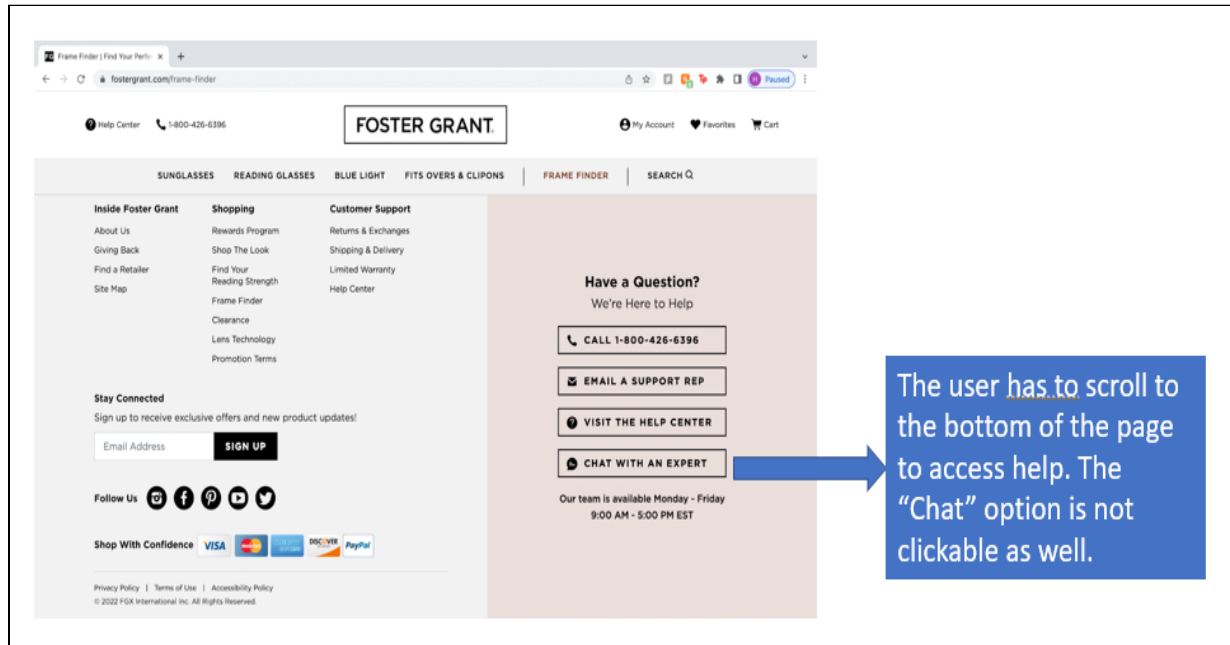 FG Frame Finder | Find Your Perfe
fostergrant.com/frame-finder
Paused
Help Center 1-800-426-6396
FOSTER GRANT.
My Account Favorites Cart
SUNGLASSES READING GLASSES BLUE LIGHT FITS OVERS & CLIPONS FRAME FINDER SEARCH
Inside Foster Grant
About Us
Giving Back
Find a Retailer
Site Map
Shopping
Rewards Program
Shop The Look
Find Your
Reading Strength
Frame Finder
Clearance
Lens Technology
Promotion Terms
Customer Support
Returns & Exchanges
Shipping & Delivery
Limited Warranty
Help Center
Stay Connected
Sign up to receive exclusive offers and new product updates!
Email Address SIGN UP
Follow Us
Shop With Confidence VISA DISCOVER PayPal
Privacy Policy | Terms of Use | Accessibility Policy
© 2022 FGX International Inc. All Rights Reserved.
Have a Question?
We're Here to Help
CALL 1-800-426-6396
EMAIL A SUPPORT REP
VISIT THE HELP CENTER
CHAT WITH AN EXPERT
Our team is available Monday - Friday
9:00 AM - 5:00 PM EST
The user has to scroll to
the bottom of the page
to access help. The
“Chat” option is not
clickable as well.